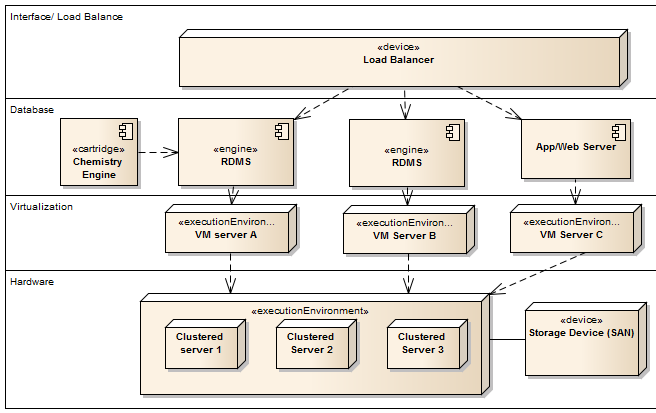 Interface/ Load Balance
«device»
Load Balancer
Database
«cartridge»
Chemistry
Engine
«engine»
RDMS
«engine»
RDMS
App/Web Server
Virtualization
«executionEnviron...
VM server A
«executionEnviron...
VM Server B
«executionEnviron...
VM Server C
Hardware
«executionEnvironment»
Clustered
server 1
Clustered
Server 2
Clustered
Server 3
«device»
Storage Device (SAN)